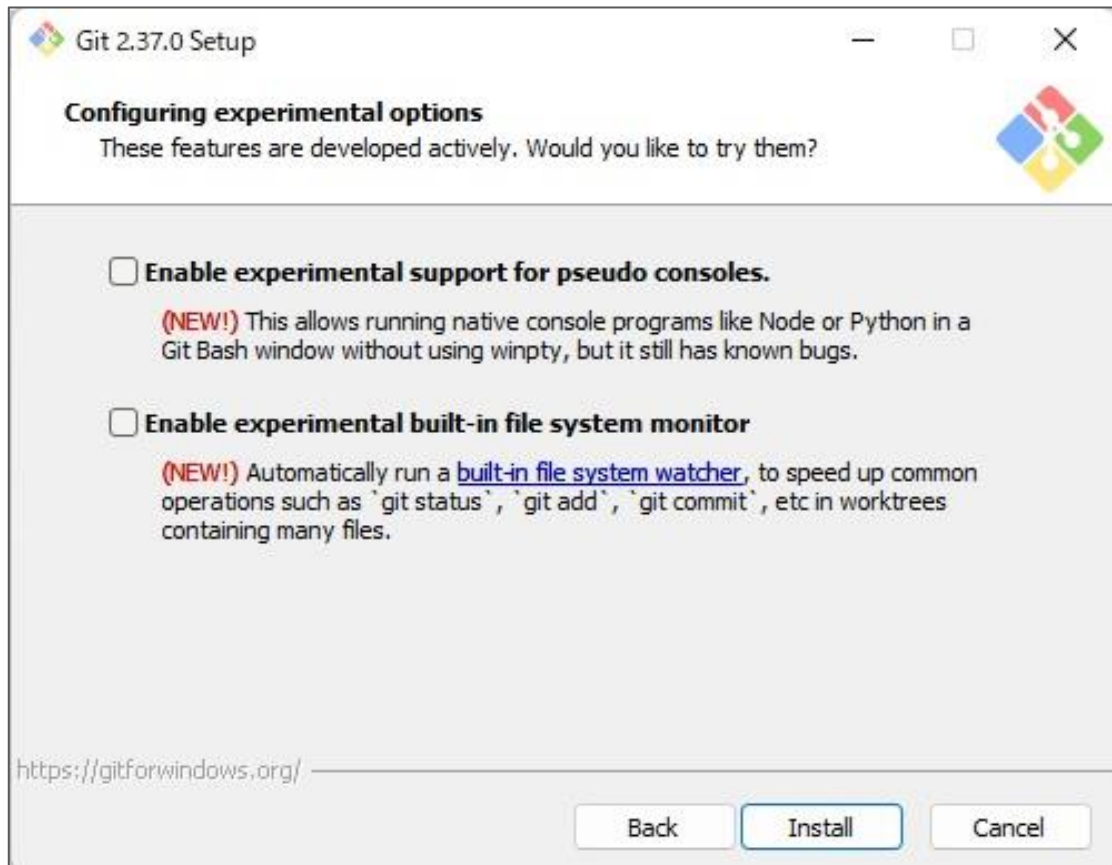 Git 2.37.0 Setup
Configuring experimental options
These features are developed actively. Would you like to try them?
Enable experimental support for pseudo consoles.
(NEW!) This allows running native console programs like Node or Python in a
Git Bash window without using winpty, but it still has known bugs.
Enable experimental built-in file system monitor
(NEW!) Automatically run a built-in file system watcher, to speed up common
operations such as `git status`, `git add`, `git commit`, etc in worktrees
containing many files.
https://gitforwindows.org/
Back Install Cancel